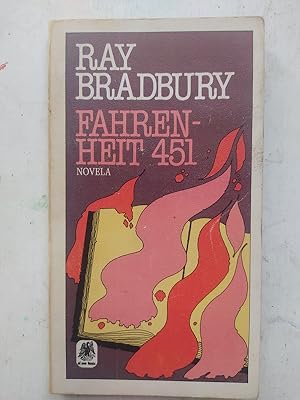 RAY
BRADBURY
FAHREN-
HEIT 451
NOVELA